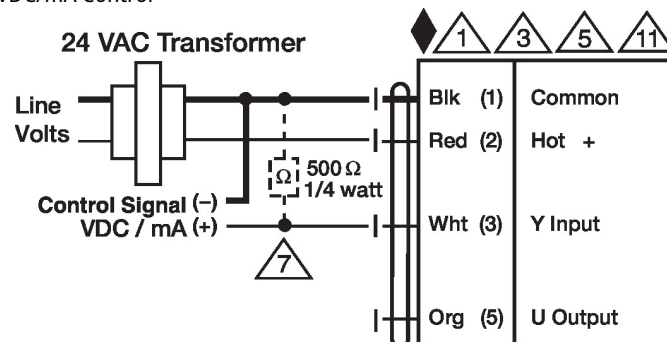 VDC/mA Control
1 3 5 11
24 VAC Transformer
Line
Volts
Blk (1) Common
Red (2) Hot +
Ω 500 Ω
1/4 watt
Control Signal (–)
VDC / mA (+)
Wht (3) Y Input
7
Org (5) U Output